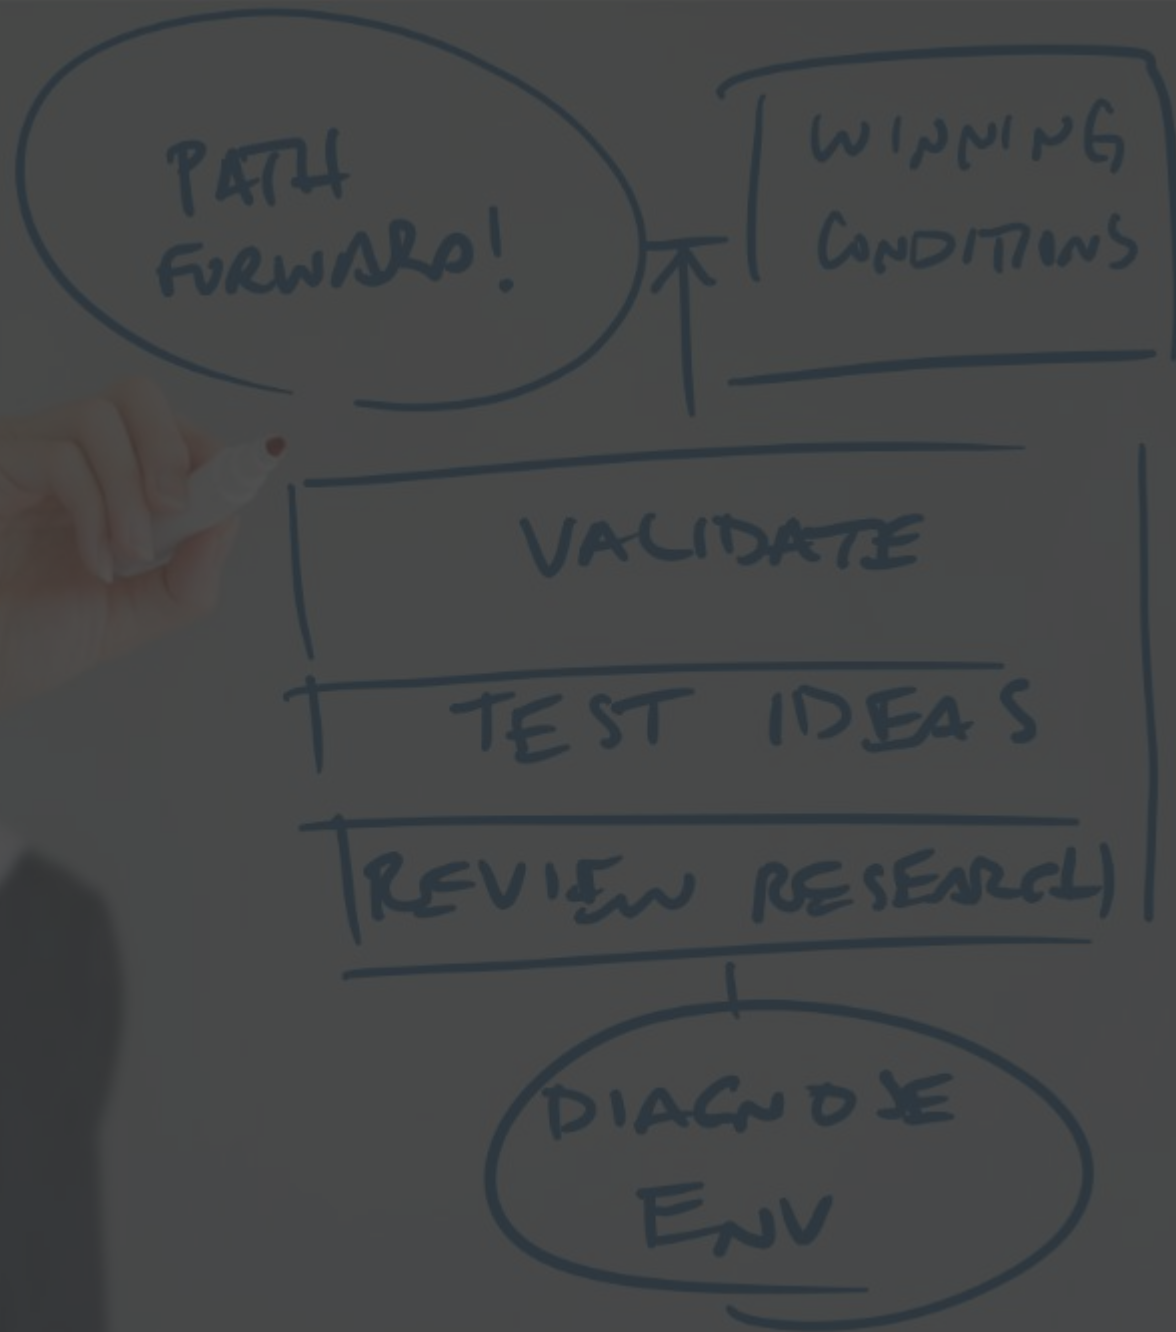 PATH
FORWARD!
WINNING
CONDITIONS
VALIDATE
TEST IDEAS
REVIEW RESEARCH
DIAGNOSE
ENV